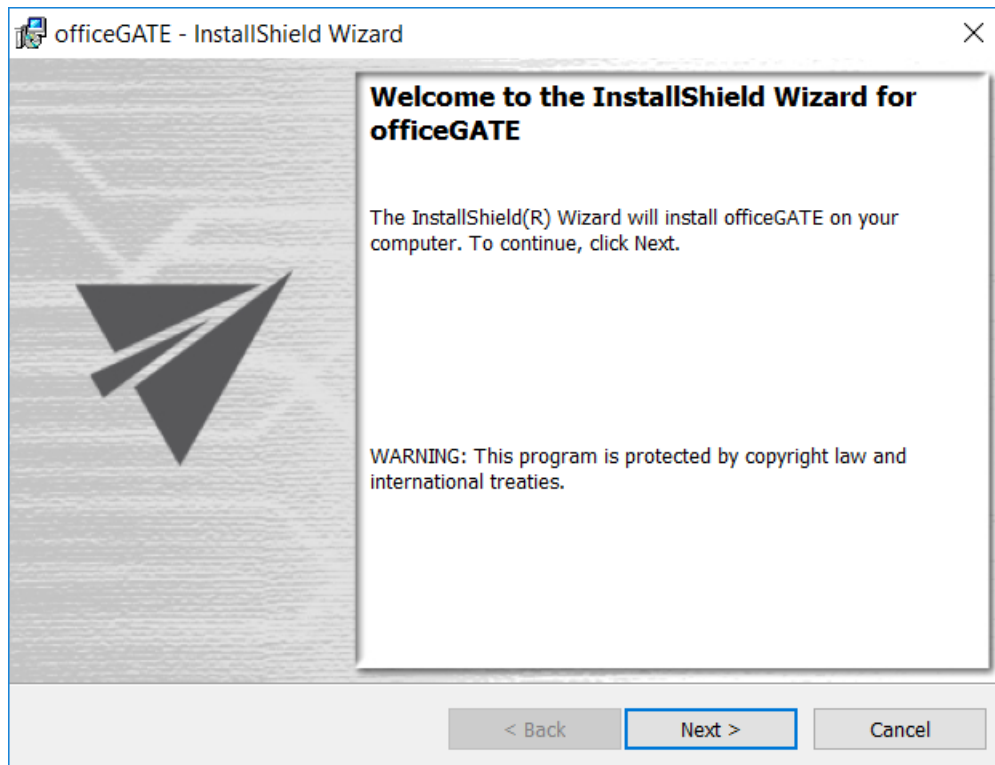 officeGATE - InstallShield Wizard
Welcome to the InstallShield Wizard for
officeGATE
The InstallShield(R) Wizard will install officeGATE on your
computer. To continue, click Next.
WARNING: This program is protected by copyright law and
international treaties.
< Back Next > Cancel